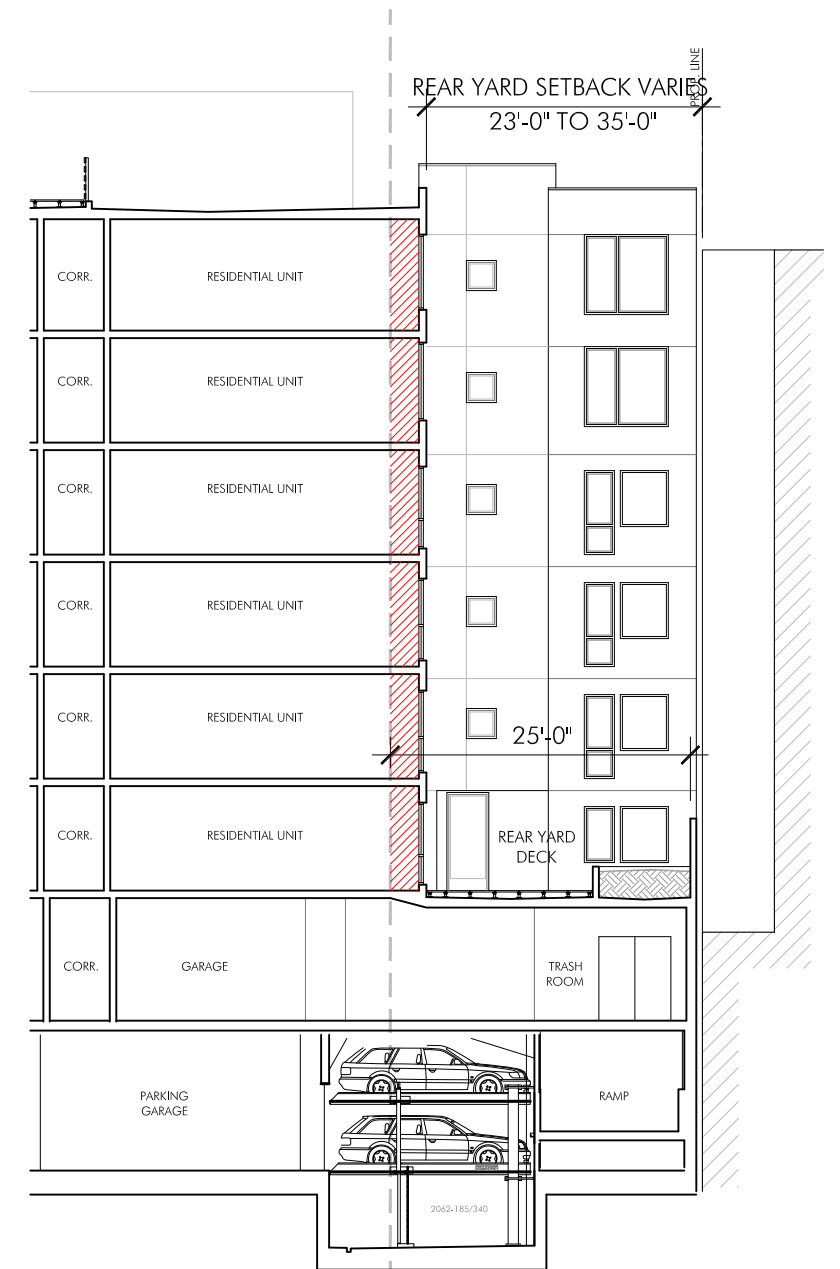 PROP. LINE
REAR YARD SETBACK VARIES
23'-0" TO 35'-0"
CORR.
RESIDENTIAL UNIT
CORR.
RESIDENTIAL UNIT
CORR.
RESIDENTIAL UNIT
CORR.
RESIDENTIAL UNIT
CORR.
RESIDENTIAL UNIT
25'-0"
CORR.
RESIDENTIAL UNIT
REAR YARD
DECK
CORR.
GARAGE
TRASH
ROOM
PARKING
GARAGE
RAMP
2062-185/340